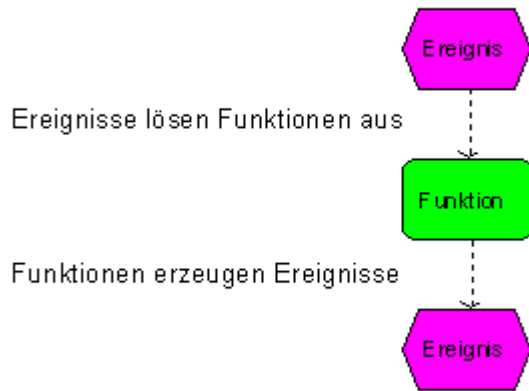 Ereignis
Ereignisse lösen Funktionen aus
Funktion
Funktionen erzeugen Ereignisse
Ereignis